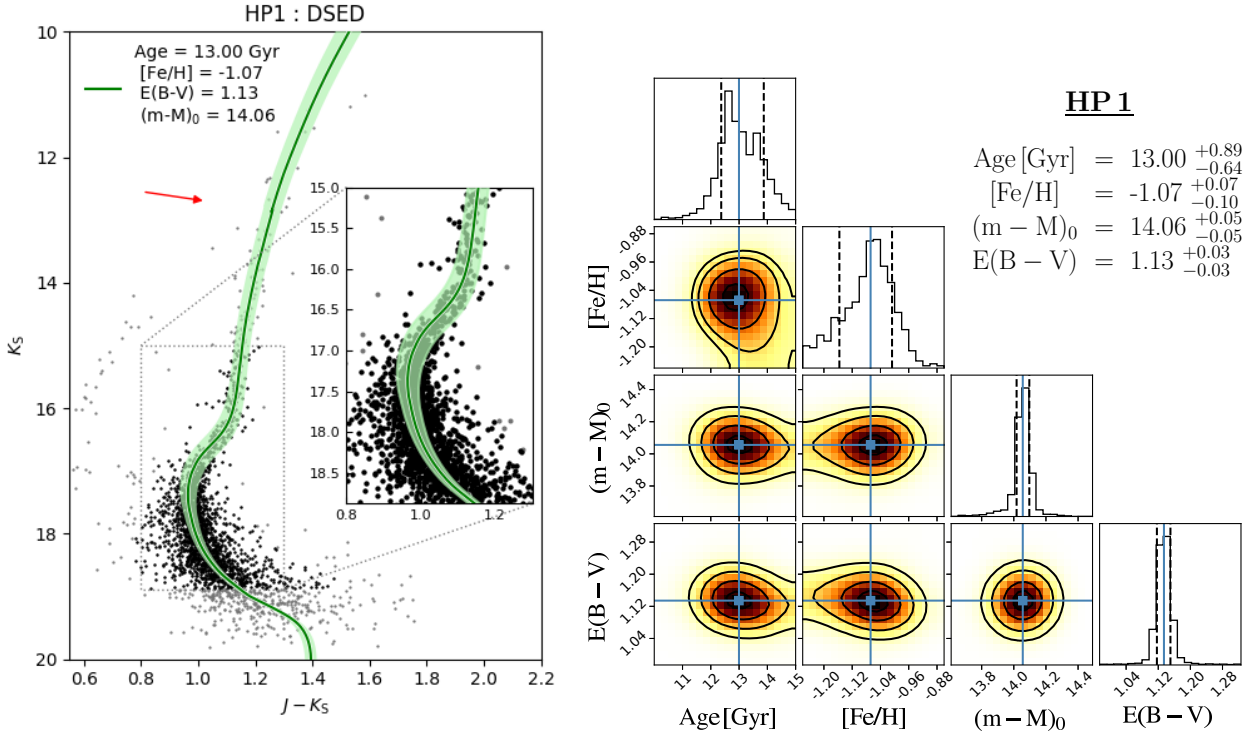 HP1 : DSED
Age = 13.00 Gyr
[Fe/H] = -1.07
E(B-V) = 1.13
(m-M)₀ = 14.06
10
12
14
16
18
20
K_S
0.6 0.8 1.0 1.2 1.4 1.6 1.8 2.0 2.2
J − K_S
15.0
15.5
16.0
16.5
17.0
17.5
18.0
18.5
0.8 1.0 1.2
HP 1
Age [Gyr] = 13.00 +0.89 −0.64
[Fe/H] = -1.07 +0.07 −0.10
(m − M)₀ = 14.06 +0.05 −0.05
E(B − V) = 1.13 +0.03 −0.03
[Fe/H]
-0.88
-0.96
-1.04
-1.12
-1.20
(m − M)₀
14.4
14.2
14.0
13.8
E(B − V)
1.28
1.20
1.12
1.04
11 12 13 14 15
Age [Gyr]
-1.20 -1.12 -1.04 -0.96 -0.88
[Fe/H]
13.8 14.0 14.2 14.4
(m − M)₀
1.04 1.12 1.20 1.28
E(B − V)